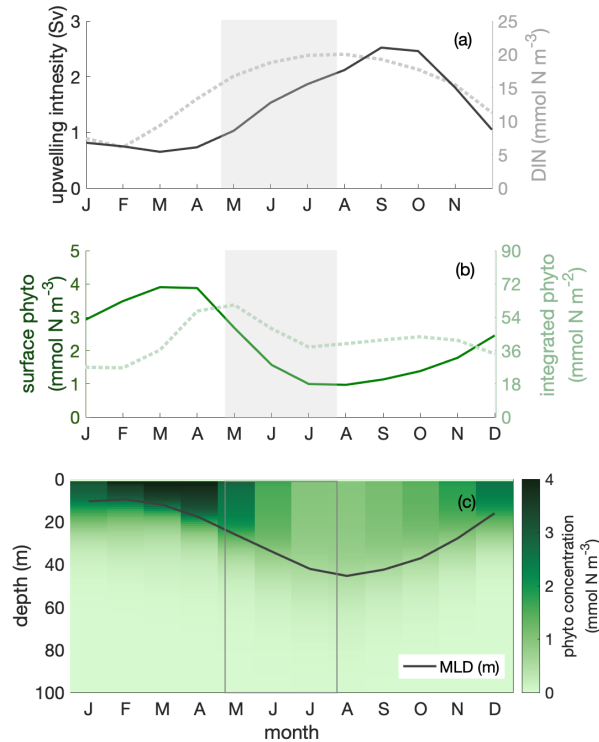 (a)
upwelling intnesity (Sv)
3
2
1
0
25
20
15
10
5
0
DIN (mmol N m⁻³)
J F M A M J J A S O N
(b)
surface phyto
(mmol N m⁻³)
5
4
3
2
1
0
90
72
54
36
18
0
integrated phyto
(mmol N m⁻²)
J F M A M J J A S O N D
(c)
depth (m)
0
20
40
60
80
100
MLD (m)
4
3
2
1
0
phyto concentration
(mmol N m⁻³)
J F M A M J J A S O N D
month